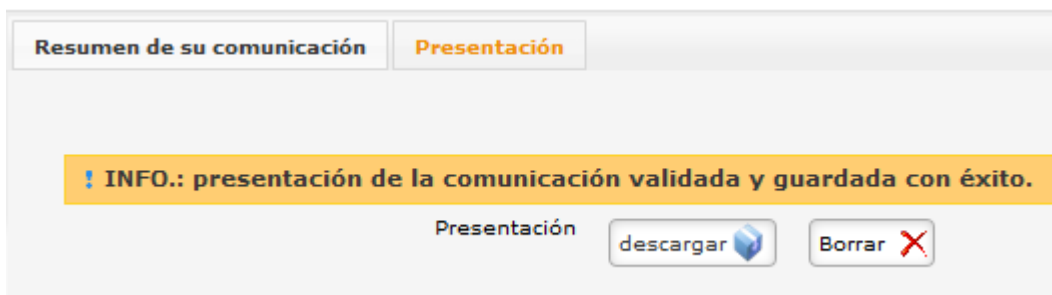 Resumen de su comunicación Presentación
! INFO.: presentación de la comunicación validada y guardada con éxito.
Presentación descargar Borrar